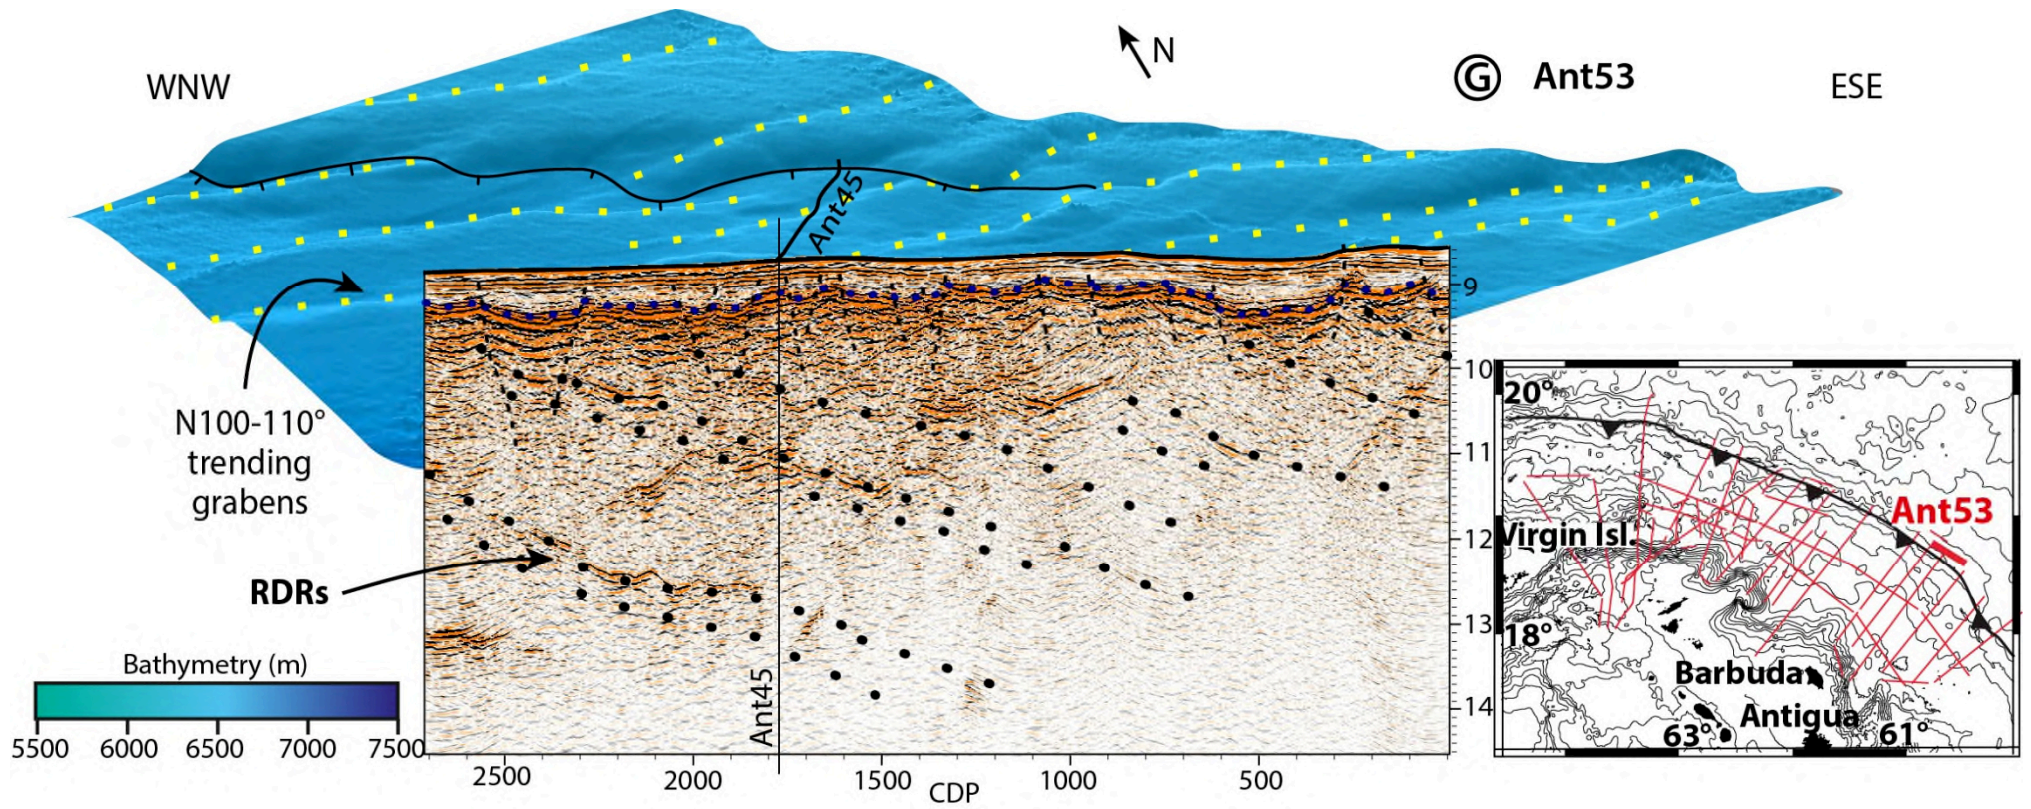 WNW
N
G Ant53
ESE
Ant45
N100-110°
trending
grabens
RDRs
Bathymetry (m)
5500 6000 6500 7000 7500
Ant45
9
10
11
12
13
14
2500 2000 1500 1000 500
CDP
20°
Ant53
Virgin Isl.
18°
Barbuda
Antigua
63° 61°